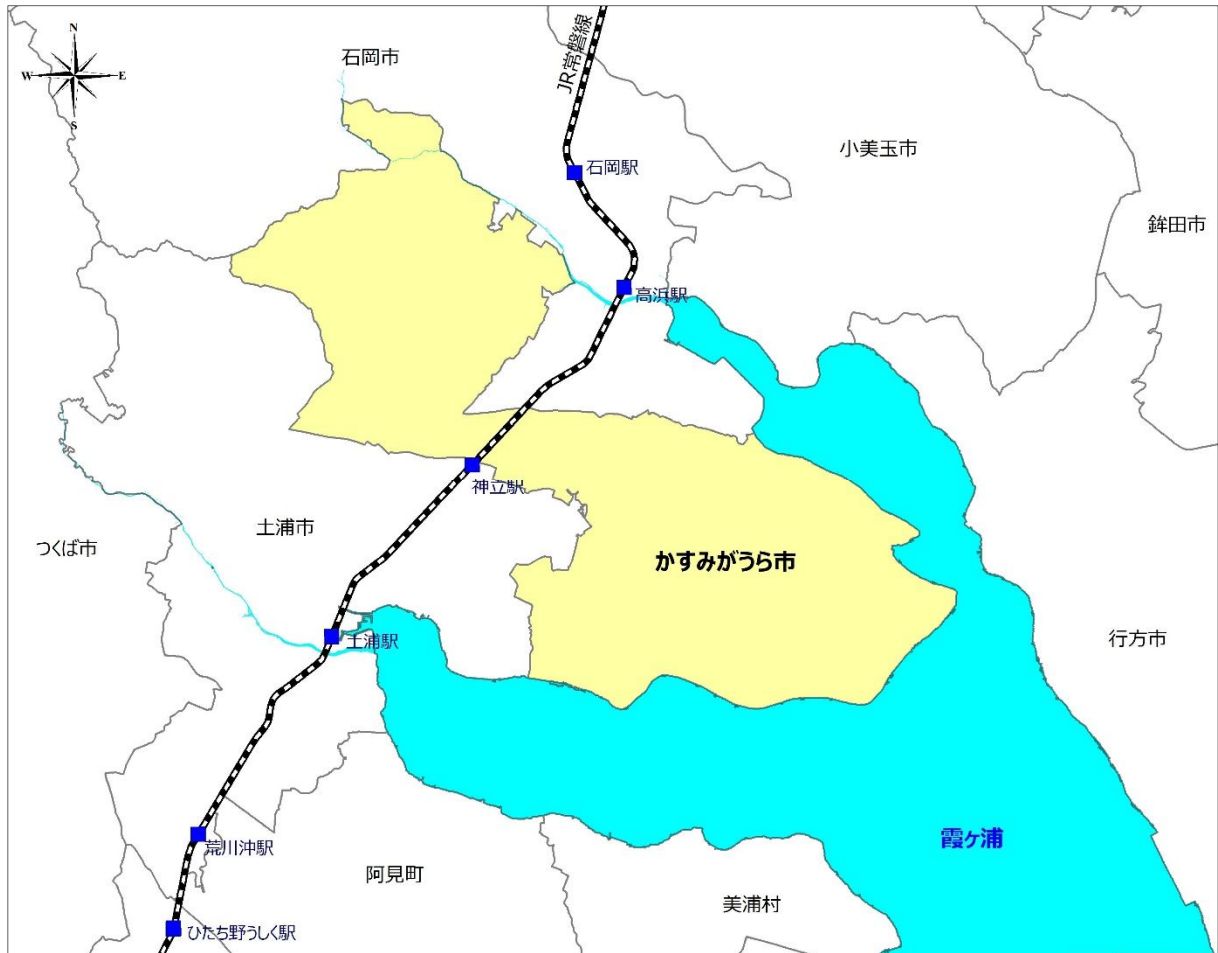 N
W
E
S
石岡市
JR常磐線
石岡駅
小美玉市
鉾田市
高浜駅
神立駅
土浦市
つくば市
かすみがうら市
土浦駅
行方市
霞ヶ浦
荒川沖駅
阿見町
美浦村
ひたち野うしく駅